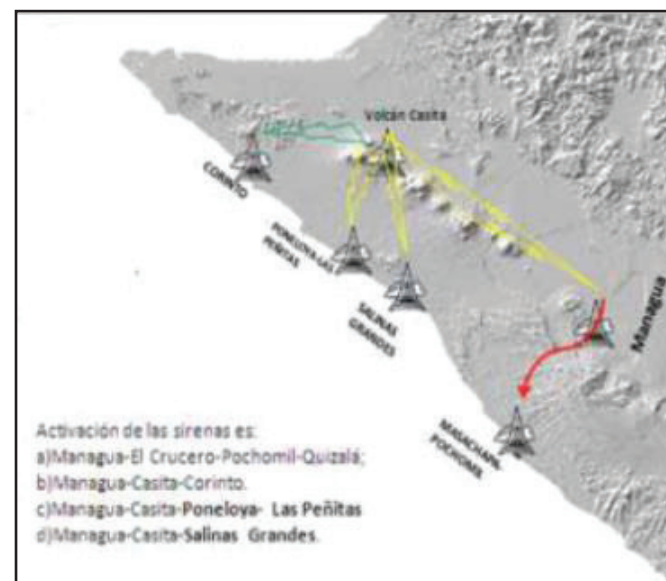 Volcán Casita
CORINTO
PONELOYA-LAS
PEÑITAS
SALINAS
GRANDES
Managua
MASACHAPA,
POCHOMIL
Activación de las sirenas es:
a)Managua-El Crucero-Pochomil-Quizalá;
b)Managua-Casita-Corinto.
c)Managua-Casita-Poneloya- Las Peñitas
d)Managua-Casita-Salinas Grandes.